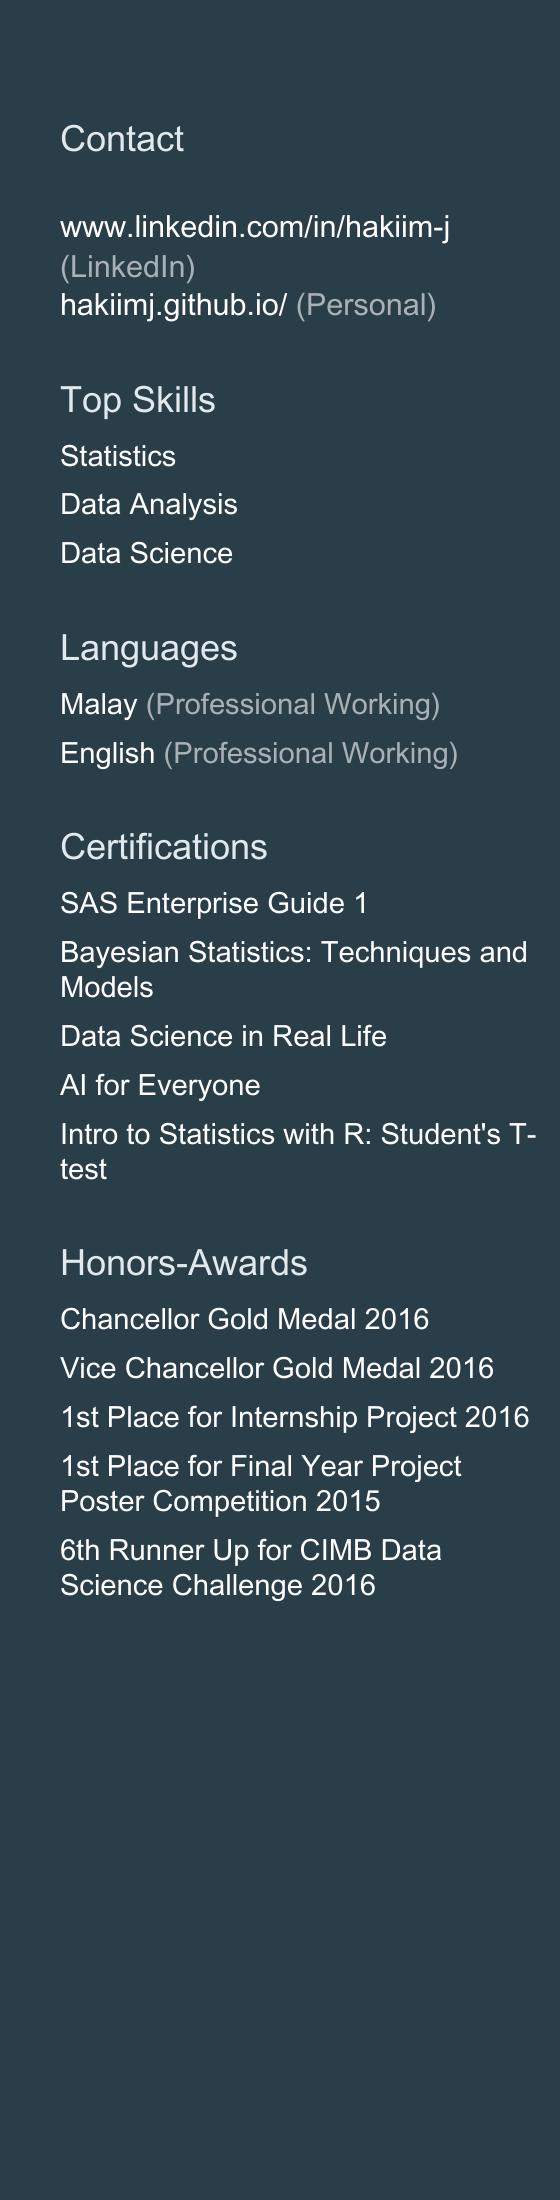 Contact
www.linkedin.com/in/hakiim-j
(LinkedIn)
hakiimj.github.io/ (Personal)
Top Skills
Statistics
Data Analysis
Data Science
Languages
Malay (Professional Working)
English (Professional Working)
Certifications
SAS Enterprise Guide 1
Bayesian Statistics: Techniques and
Models
Data Science in Real Life
AI for Everyone
Intro to Statistics with R: Student's T-
test
Honors-Awards
Chancellor Gold Medal 2016
Vice Chancellor Gold Medal 2016
1st Place for Internship Project 2016
1st Place for Final Year Project
Poster Competition 2015
6th Runner Up for CIMB Data
Science Challenge 2016